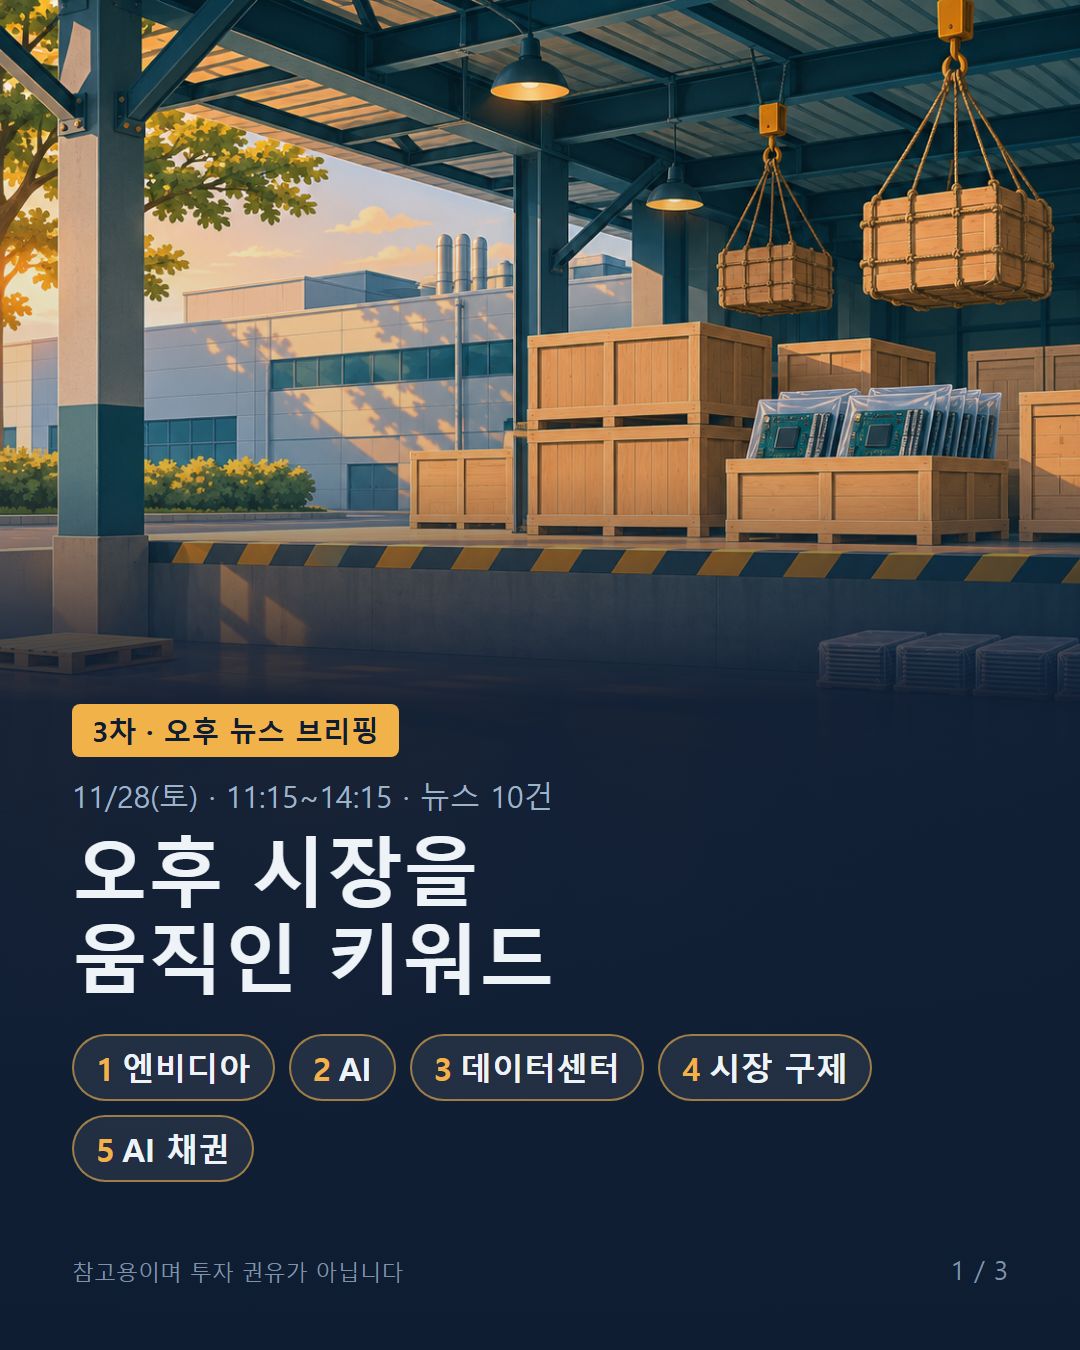 3차 · 오후 뉴스 브리핑
11/28(토) · 11:15~14:15 · 뉴스 10건
오후 시장을
움직인 키워드
1 엔비디아 2 AI 3 데이터센터 4 시장 구제
5 AI 채권
참고용이며 투자 권유가 아닙니다 1 / 3